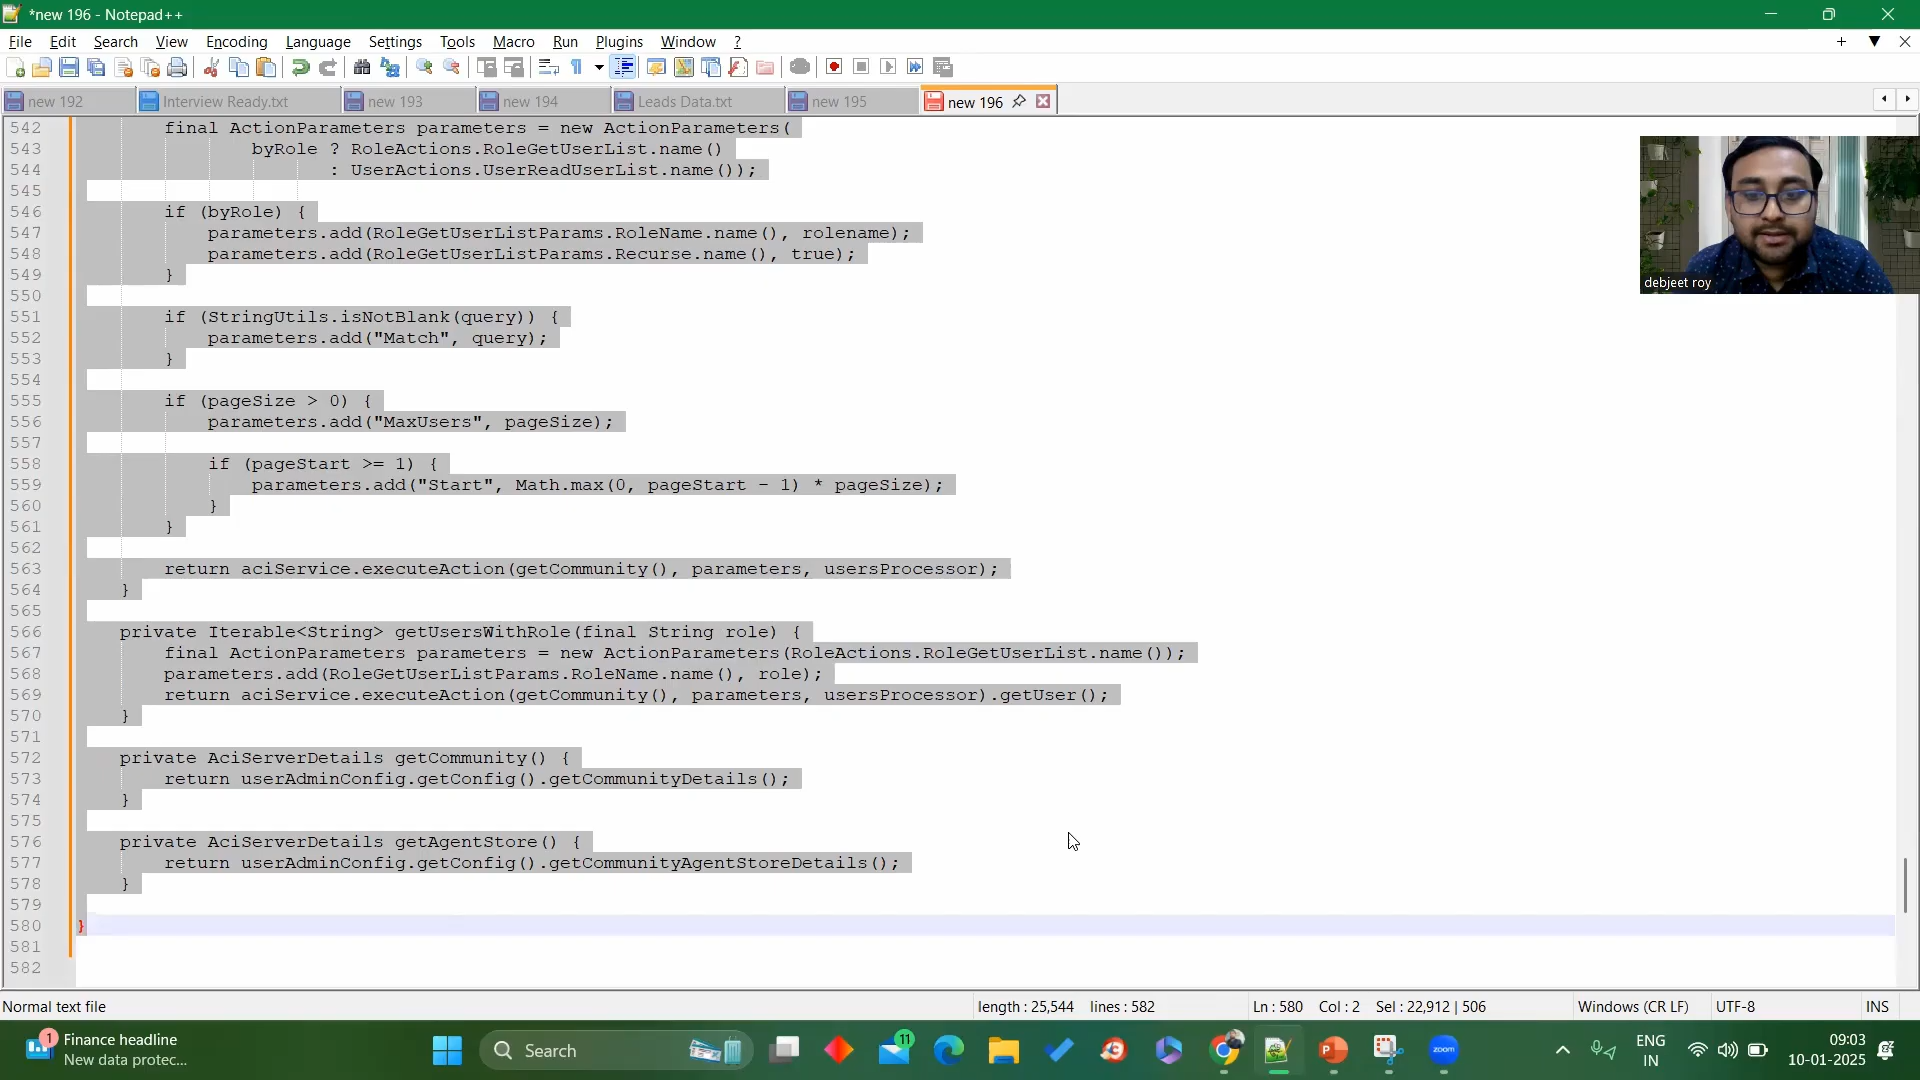 *new 196 - Notepad++
File Edit Search View Encoding Language Settings Tools Macro Run Plugins Window ?
new 192 Interview Ready.txt new 193 new 194 Leads Data.txt new 195 new 196
542 final ActionParameters parameters = new ActionParameters(
543 byRole ? RoleActions.RoleGetUserList.name()
544 : UserActions.UserReadUserList.name());
545
546 if (byRole) {
547 parameters.add(RoleGetUserListParams.RoleName.name(), rolename);
548 parameters.add(RoleGetUserListParams.Recurse.name(), true);
549 }
550
551 if (StringUtils.isNotBlank(query)) {
552 parameters.add("Match", query);
553 }
554
555 if (pageSize > 0) {
556 parameters.add("MaxUsers", pageSize);
557
558 if (pageStart >= 1) {
559 parameters.add("Start", Math.max(0, pageStart - 1) * pageSize);
560 }
561 }
562
563 return aciService.executeAction(getCommunity(), parameters, usersProcessor);
564 }
565
566 private Iterable<String> getUsersWithRole(final String role) {
567 final ActionParameters parameters = new ActionParameters(RoleActions.RoleGetUserList.name());
568 parameters.add(RoleGetUserListParams.RoleName.name(), role);
569 return aciService.executeAction(getCommunity(), parameters, usersProcessor).getUser();
570 }
571
572 private AciServerDetails getCommunity() {
573 return userAdminConfig.getConfig().getCommunityDetails();
574 }
575
576 private AciServerDetails getAgentStore() {
577 return userAdminConfig.getConfig().getCommunityAgentStoreDetails();
578 }
579
580 }
581
582
debjeet roy
Normal text file length : 25,544 lines : 582 Ln : 580 Col : 2 Sel : 22,912 | 506 Windows (CR LF) UTF-8 INS
1 Finance headline
New data protec...
Search
11
zoom
ENG
IN
09:03
10-01-2025